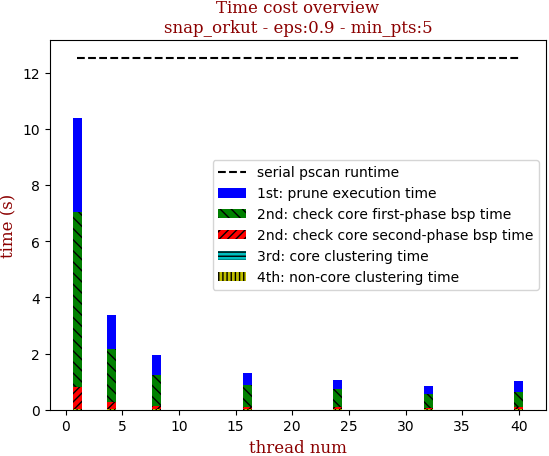 Time cost overview
snap_orkut - eps:0.9 - min_pts:5
time (s)
12
10
8
6
4
2
0
serial pscan runtime
1st: prune execution time
2nd: check core first-phase bsp time
2nd: check core second-phase bsp time
3rd: core clustering time
4th: non-core clustering time
0 5 10 15 20 25 30 35 40
thread num